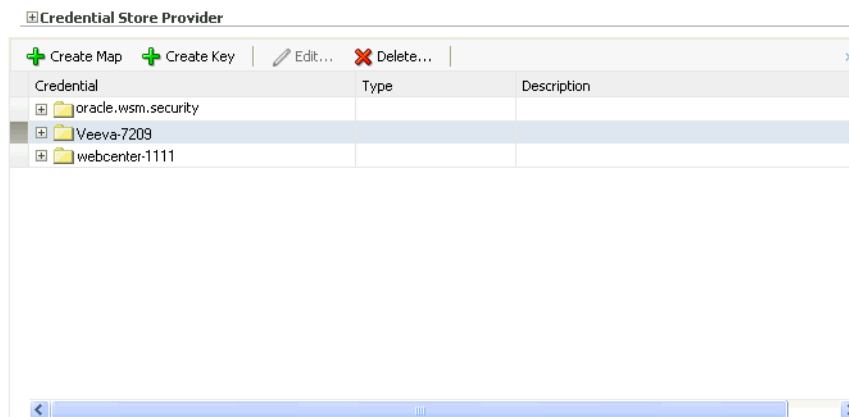 Credential Store Provider
Create Map Create Key Edit... Delete...
Credential Type Description
oracle.wsm.security
Veeva-7209
webcenter-1111